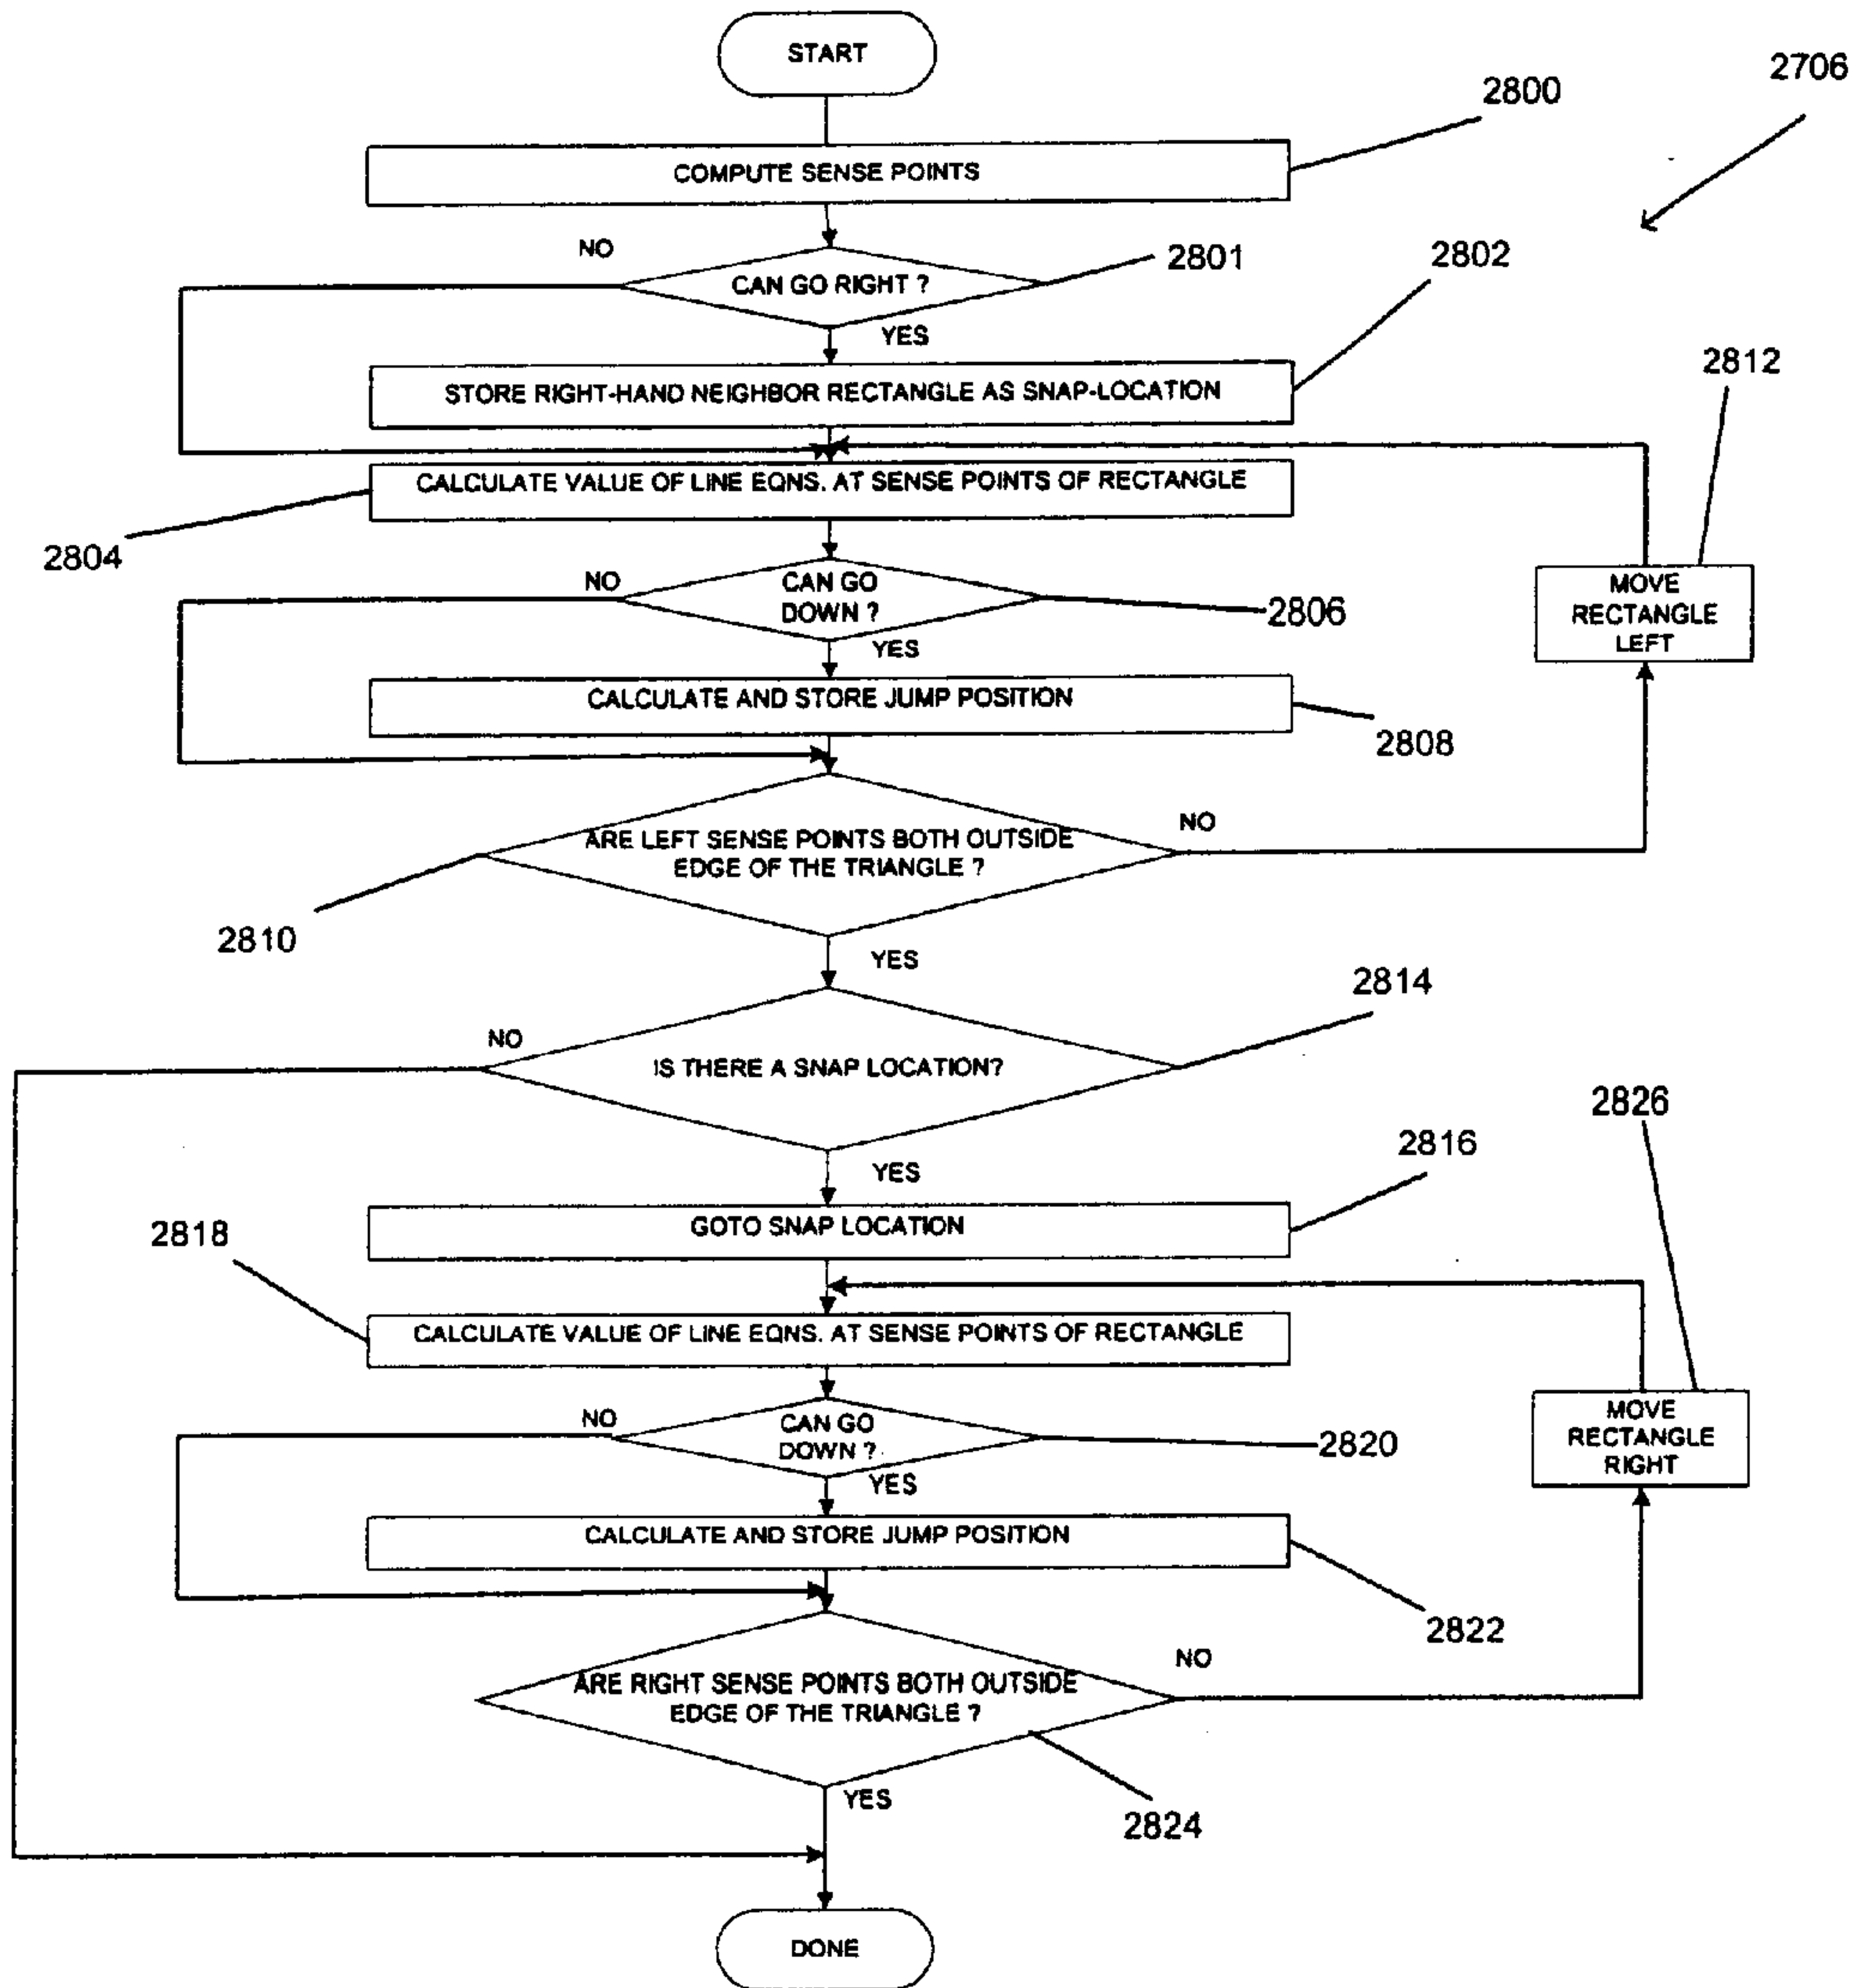 START
2706
2800
COMPUTE SENSE POINTS
NO
2801
2802
CAN GO RIGHT ?
YES
2812
STORE RIGHT-HAND NEIGHBOR RECTANGLE AS SNAP-LOCATION
CALCULATE VALUE OF LINE EQNS. AT SENSE POINTS OF RECTANGLE
2804
NO
CAN GO
DOWN ?
2806
MOVE
RECTANGLE
LEFT
YES
CALCULATE AND STORE JUMP POSITION
2808
NO
ARE LEFT SENSE POINTS BOTH OUTSIDE
EDGE OF THE TRIANGLE ?
2810
YES
2814
NO
IS THERE A SNAP LOCATION?
2826
2816
YES
GOTO SNAP LOCATION
2818
CALCULATE VALUE OF LINE EQNS. AT SENSE POINTS OF RECTANGLE
NO
CAN GO
DOWN ?
2820
MOVE
RECTANGLE
RIGHT
YES
CALCULATE AND STORE JUMP POSITION
2822
NO
ARE RIGHT SENSE POINTS BOTH OUTSIDE
EDGE OF THE TRIANGLE ?
YES
2824
DONE